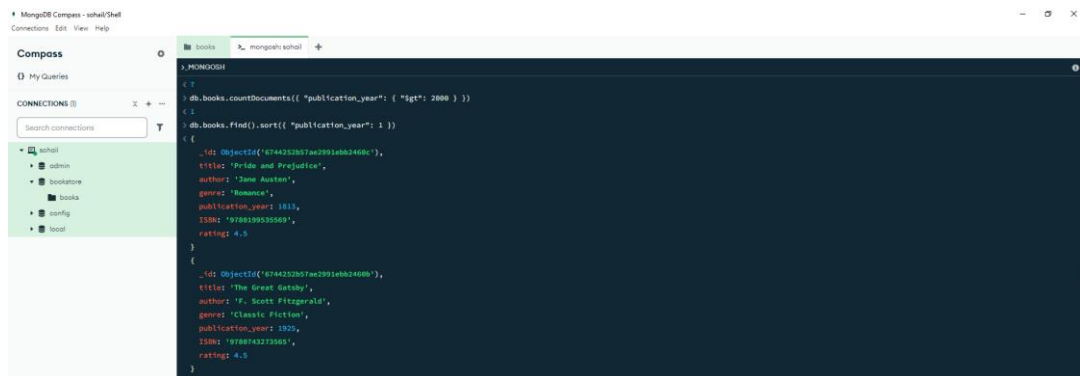 MongoDB Compass - sohail/Shell
Connections Edit View Help
Compass
{} My Queries
CONNECTIONS (1)
Search connections
sohail
admin
bookstore
books
config
local
books
>_ mongosh: sohail
>_MONGOSH
< 7
> db.books.countDocuments({ "publication_year": { "$gt": 2000 } })
< 1
> db.books.find().sort({ "publication_year": 1 })
< {
_id: ObjectId('6744252b57ae2991ebb2460c'),
title: 'Pride and Prejudice',
author: 'Jane Austen',
genre: 'Romance',
publication_year: 1813,
ISBN: '9780199535569',
rating: 4.5
}
{
_id: ObjectId('6744252b57ae2991ebb2460b'),
title: 'The Great Gatsby',
author: 'F. Scott Fitzgerald',
genre: 'Classic Fiction',
publication_year: 1925,
ISBN: '9780743273565',
rating: 4.5
}